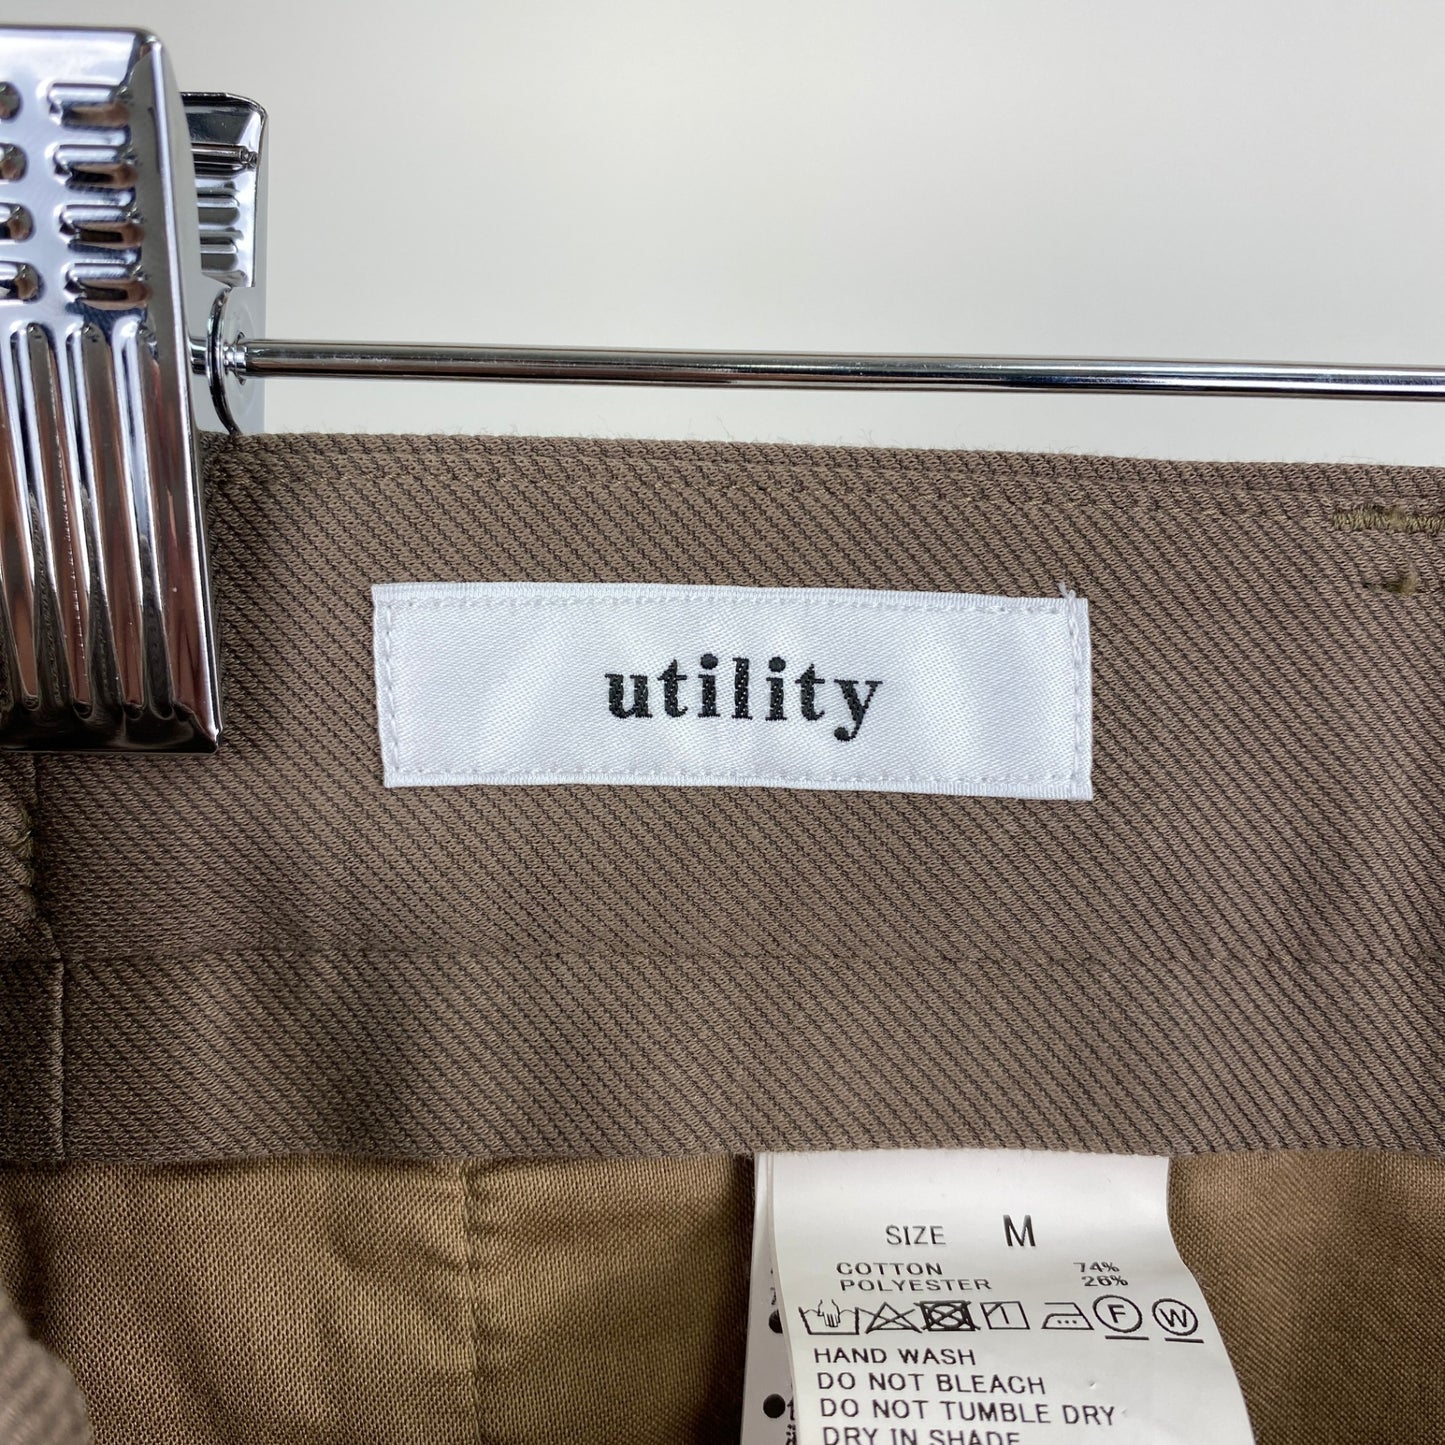 utility
SIZE M
COTTON 74%
POLYESTER 26%
F W
HAND WASH
DO NOT BLEACH
DO NOT TUMBLE DRY
DRY IN SHADE